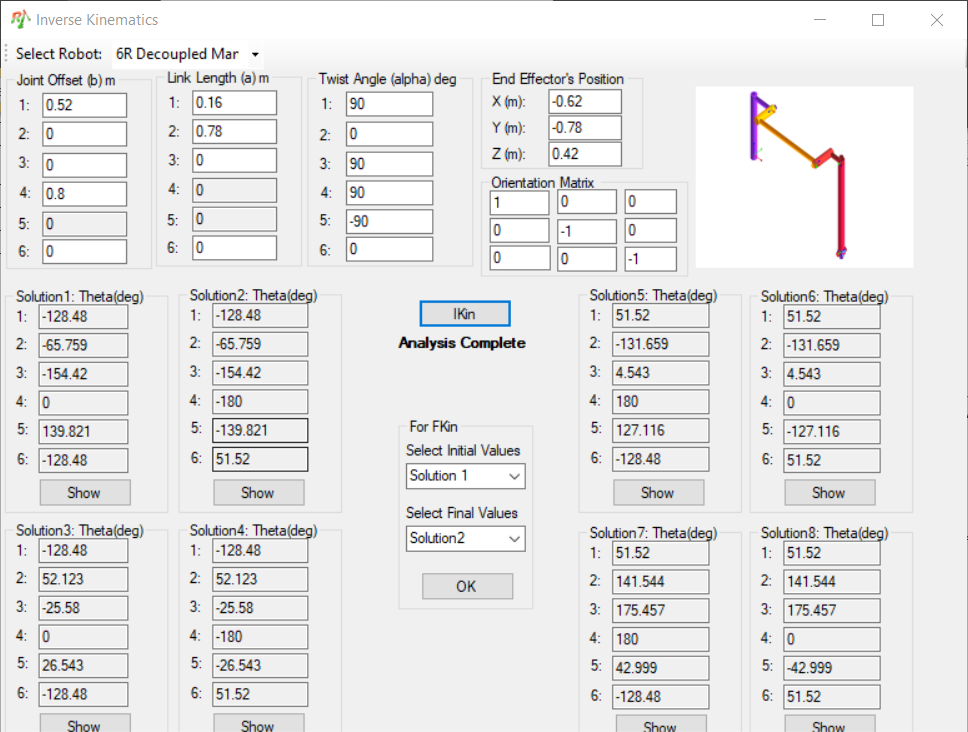 Inverse Kinematics
Select Robot: 6R Decoupled Mar
Joint Offset (b) m
1: 0.52
2: 0
3: 0
4: 0.8
5: 0
6: 0
Link Length (a) m
1: 0.16
2: 0.78
3: 0
4: 0
5: 0
6: 0
Twist Angle (alpha) deg
1: 90
2: 0
3: 90
4: 90
5: -90
6: 0
End Effector's Position
X (m): -0.62
Y (m): -0.78
Z (m): 0.42
Orientation Matrix
1 0 0
0 -1 0
0 0 -1
Solution1: Theta(deg)
1: -128.48
2: -65.759
3: -154.42
4: 0
5: 139.821
6: -128.48
Show
Solution2: Theta(deg)
1: -128.48
2: -65.759
3: -154.42
4: -180
5: -139.821
6: 51.52
Show
IKin
Analysis Complete
For FKin
Select Initial Values
Solution 1
Select Final Values
Solution2
OK
Solution5: Theta(deg)
1: 51.52
2: -131.659
3: 4.543
4: 180
5: 127.116
6: -128.48
Show
Solution6: Theta(deg)
1: 51.52
2: -131.659
3: 4.543
4: 0
5: -127.116
6: 51.52
Show
Solution3: Theta(deg)
1: -128.48
2: 52.123
3: -25.58
4: 0
5: 26.543
6: -128.48
Show
Solution4: Theta(deg)
1: -128.48
2: 52.123
3: -25.58
4: -180
5: -26.543
6: 51.52
Show
Solution7: Theta(deg)
1: 51.52
2: 141.544
3: 175.457
4: 180
5: 42.999
6: -128.48
Show
Solution8: Theta(deg)
1: 51.52
2: 141.544
3: 175.457
4: 0
5: -42.999
6: 51.52
Show